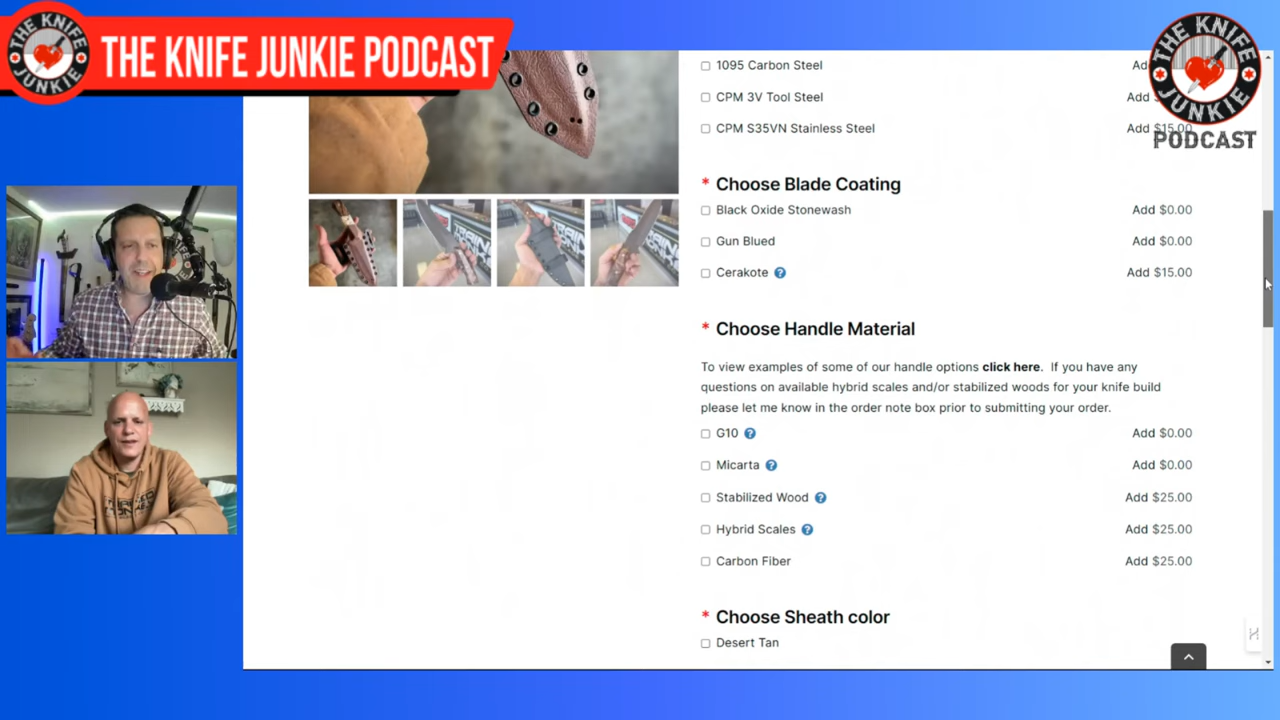 THE KNIFE JUNKIE
THE KNIFE JUNKIE PODCAST
THE KNIFE JUNKIE
PODCAST
1095 Carbon Steel
CPM 3V Tool Steel Add
CPM S35VN Stainless Steel Add $15.00
* Choose Blade Coating
Black Oxide Stonewash Add $0.00
Gun Blued Add $0.00
Cerakote ? Add $15.00
* Choose Handle Material
To view examples of some of our handle options click here. If you have any
questions on available hybrid scales and/or stabilized woods for your knife build
please let me know in the order note box prior to submitting your order.
G10 ? Add $0.00
Micarta ? Add $0.00
Stabilized Wood ? Add $25.00
Hybrid Scales ? Add $25.00
Carbon Fiber Add $25.00
* Choose Sheath color
Desert Tan